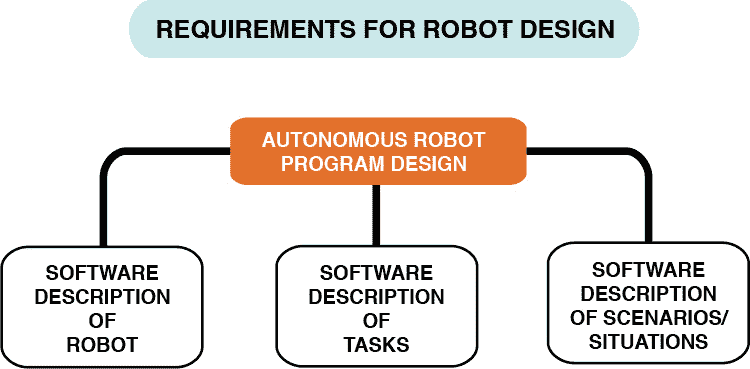 REQUIREMENTS FOR ROBOT DESIGN
AUTONOMOUS ROBOT
PROGRAM DESIGN
SOFTWARE
DESCRIPTION
OF
ROBOT
SOFTWARE
DESCRIPTION
OF
TASKS
SOFTWARE
DESCRIPTION
OF SCENARIOS/
SITUATIONS